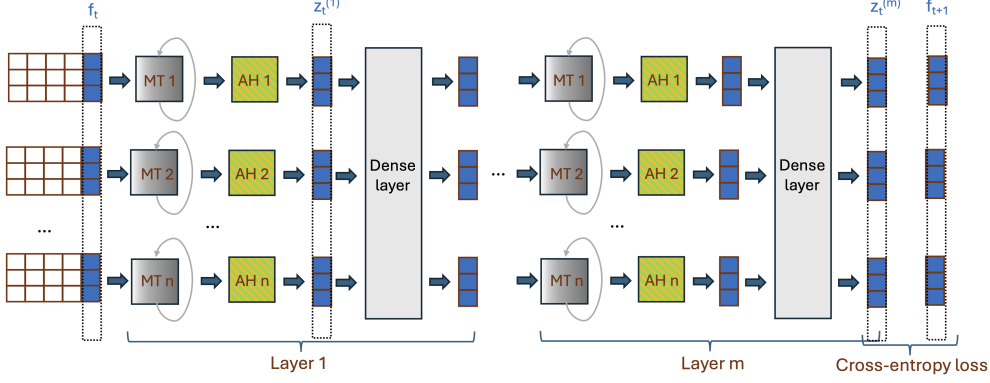 f_t
z_t^(1)
z_t^(m)
f_t+1
MT 1
AH 1
MT 1
AH 1
MT 2
AH 2
Dense
layer
...
MT 2
AH 2
Dense
layer
...
...
...
MT n
AH n
MT n
AH n
Layer 1
Layer m
Cross-entropy loss